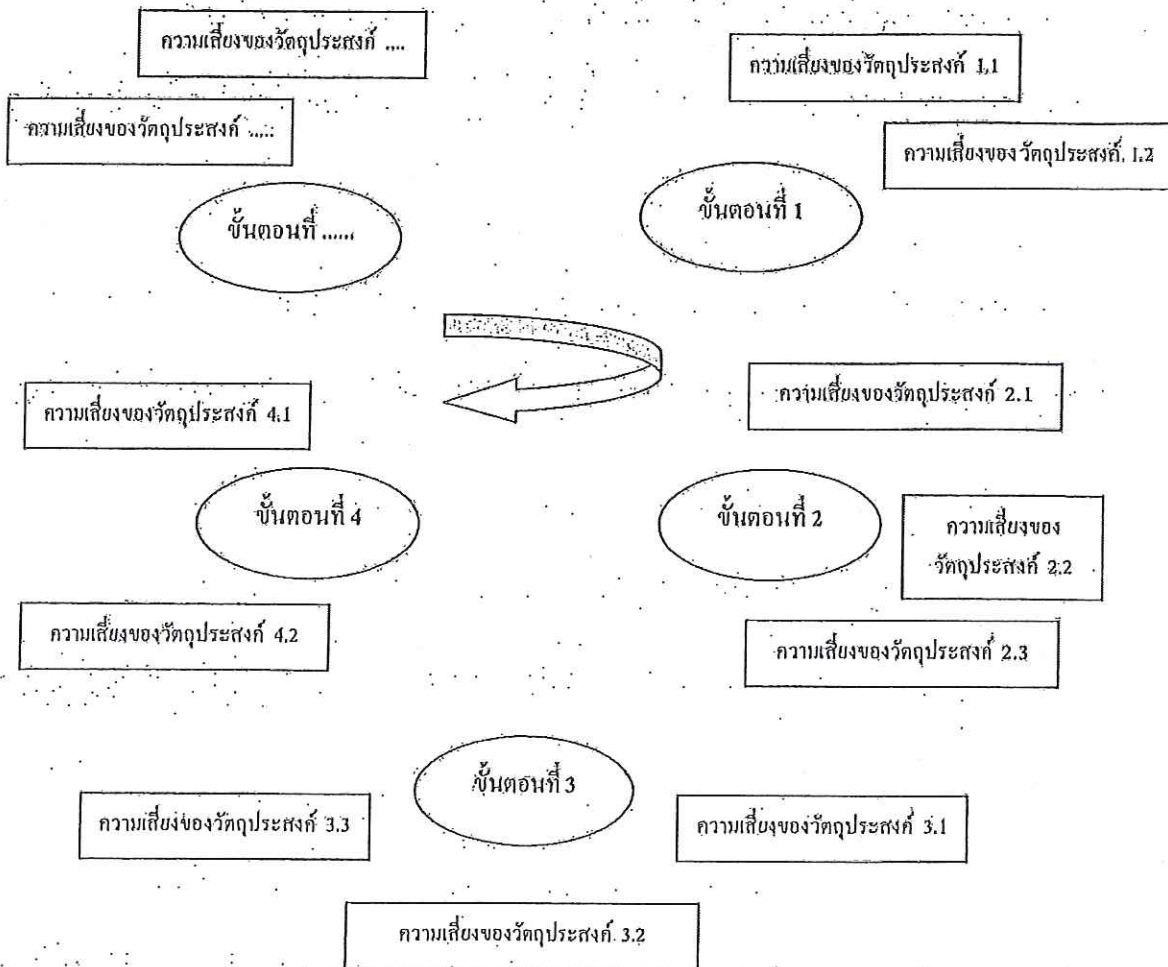 ความเสี่ยงของวัตถุประสงค์ ....
ความเสี่ยงของวัตถุประสงค์ 1.1
ความเสี่ยงของวัตถุประสงค์ .....
ความเสี่ยงของวัตถุประสงค์ 1.2
ขั้นตอนที่ ......
ขั้นตอนที่ 1
ความเสี่ยงของวัตถุประสงค์ 4.1
ความเสี่ยงของวัตถุประสงค์ 2.1
ขั้นตอนที่ 4
ขั้นตอนที่ 2
ความเสี่ยงของ
วัตถุประสงค์ 2.2
ความเสี่ยงของวัตถุประสงค์ 4.2
ความเสี่ยงของวัตถุประสงค์ 2.3
ขั้นตอนที่ 3
ความเสี่ยงของวัตถุประสงค์ 3.3
ความเสี่ยงของวัตถุประสงค์ 3.1
ความเสี่ยงของวัตถุประสงค์ 3.2